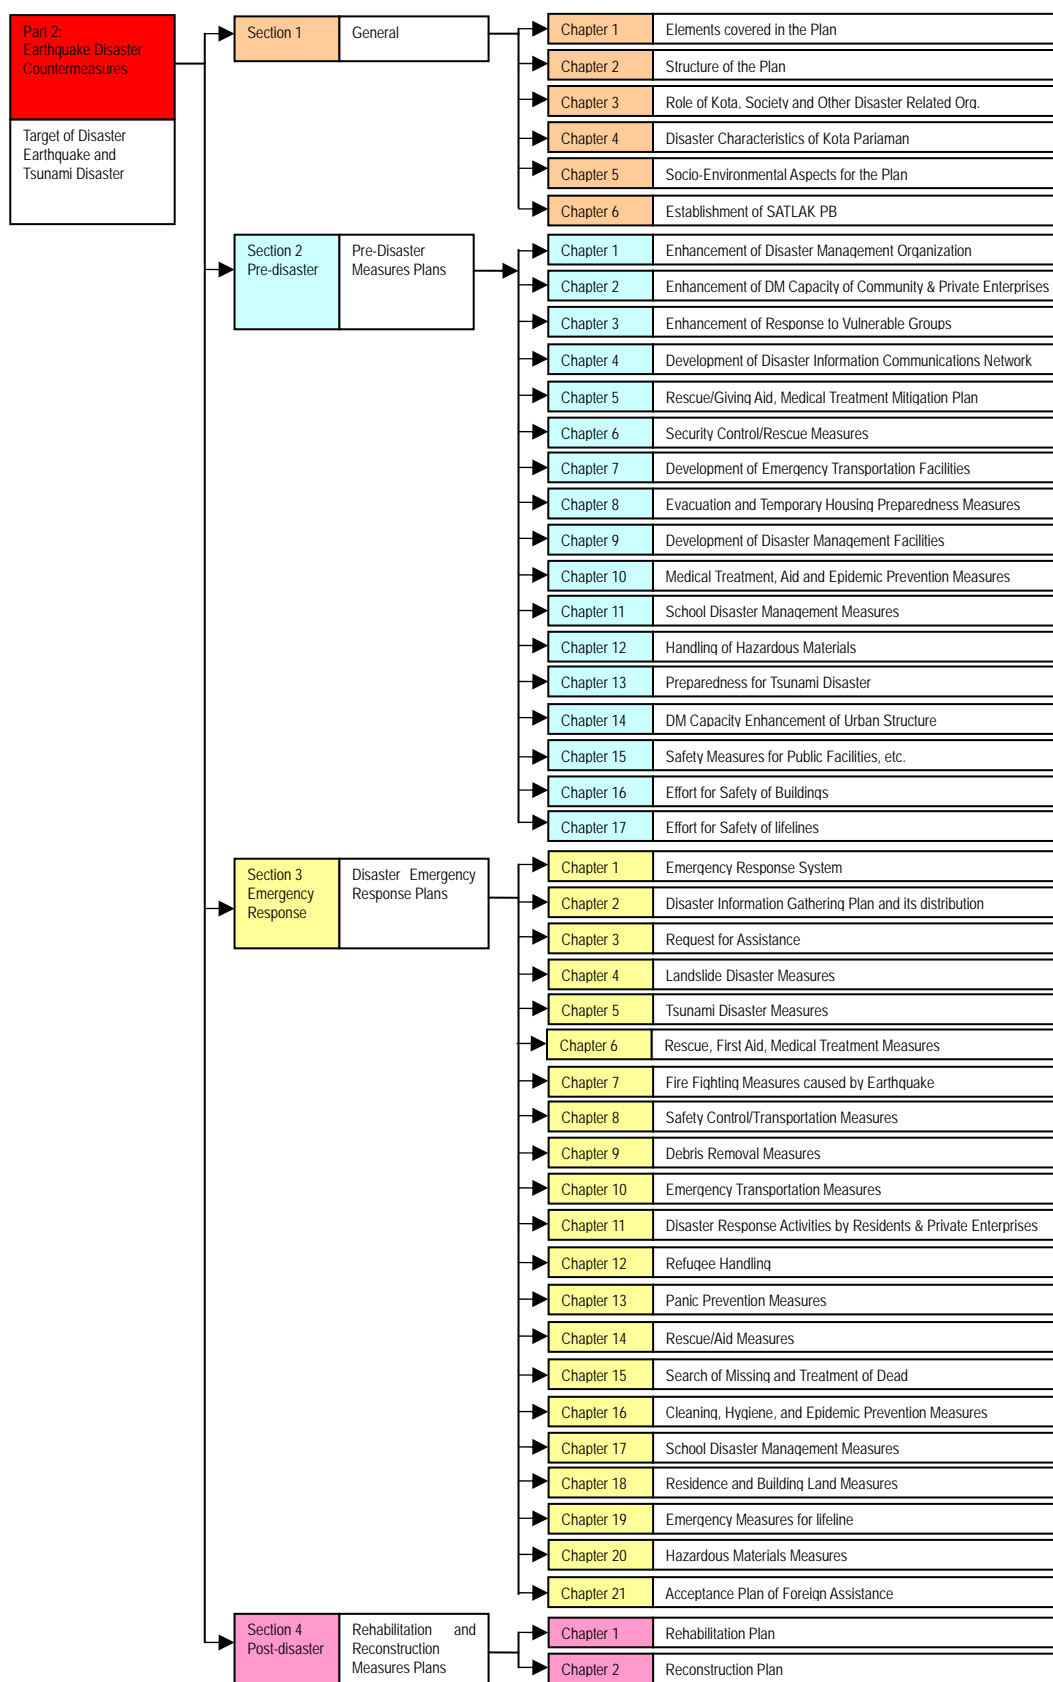 Part 2:
Earthquake Disaster
Countermeasures
Target of Disaster
Earthquake and
Tsunami Disaster
Section 1
General
Chapter 1 Elements covered in the Plan
Chapter 2 Structure of the Plan
Chapter 3 Role of Kota, Society and Other Disaster Related Org.
Chapter 4 Disaster Characteristics of Kota Pariaman
Chapter 5 Socio-Environmental Aspects for the Plan
Chapter 6 Establishment of SATLAK PB
Section 2
Pre-disaster
Pre-Disaster
Measures Plans
Chapter 1 Enhancement of Disaster Management Organization
Chapter 2 Enhancement of DM Capacity of Community & Private Enterprises
Chapter 3 Enhancement of Response to Vulnerable Groups
Chapter 4 Development of Disaster Information Communications Network
Chapter 5 Rescue/Giving Aid, Medical Treatment Mitigation Plan
Chapter 6 Security Control/Rescue Measures
Chapter 7 Development of Emergency Transportation Facilities
Chapter 8 Evacuation and Temporary Housing Preparedness Measures
Chapter 9 Development of Disaster Management Facilities
Chapter 10 Medical Treatment, Aid and Epidemic Prevention Measures
Chapter 11 School Disaster Management Measures
Chapter 12 Handling of Hazardous Materials
Chapter 13 Preparedness for Tsunami Disaster
Chapter 14 DM Capacity Enhancement of Urban Structure
Chapter 15 Safety Measures for Public Facilities, etc.
Chapter 16 Effort for Safety of Buildings
Chapter 17 Effort for Safety of lifelines
Section 3
Emergency
Response
Disaster Emergency
Response Plans
Chapter 1 Emergency Response System
Chapter 2 Disaster Information Gathering Plan and its distribution
Chapter 3 Request for Assistance
Chapter 4 Landslide Disaster Measures
Chapter 5 Tsunami Disaster Measures
Chapter 6 Rescue, First Aid, Medical Treatment Measures
Chapter 7 Fire Fighting Measures caused by Earthquake
Chapter 8 Safety Control/Transportation Measures
Chapter 9 Debris Removal Measures
Chapter 10 Emergency Transportation Measures
Chapter 11 Disaster Response Activities by Residents & Private Enterprises
Chapter 12 Refugee Handling
Chapter 13 Panic Prevention Measures
Chapter 14 Rescue/Aid Measures
Chapter 15 Search of Missing and Treatment of Dead
Chapter 16 Cleaning, Hygiene, and Epidemic Prevention Measures
Chapter 17 School Disaster Management Measures
Chapter 18 Residence and Building Land Measures
Chapter 19 Emergency Measures for lifeline
Chapter 20 Hazardous Materials Measures
Chapter 21 Acceptance Plan of Foreign Assistance
Section 4
Post-disaster
Rehabilitation and
Reconstruction
Measures Plans
Chapter 1 Rehabilitation Plan
Chapter 2 Reconstruction Plan